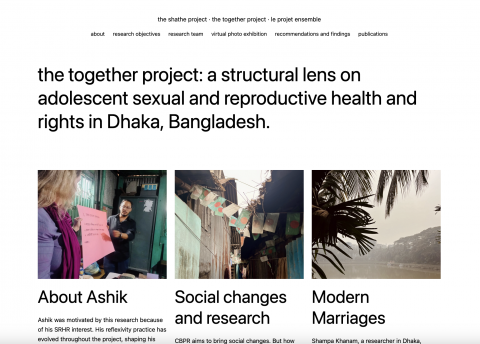 the shathe project · the together project · le projet ensemble
about research objectives research team virtual photo exhibition recommendations and findings publications
the together project: a structural lens on
adolescent sexual and reproductive health and
rights in Dhaka, Bangladesh.
About Ashik
Social changes
and research
Modern
Marriages
Ashik was motivated by this research because
of his SRHR interest. His reflexivity practice has
evolved throughout the project, shaping his
CBPR aims to bring social changes. But how
Shampa Khanam, a researcher in Dhaka,